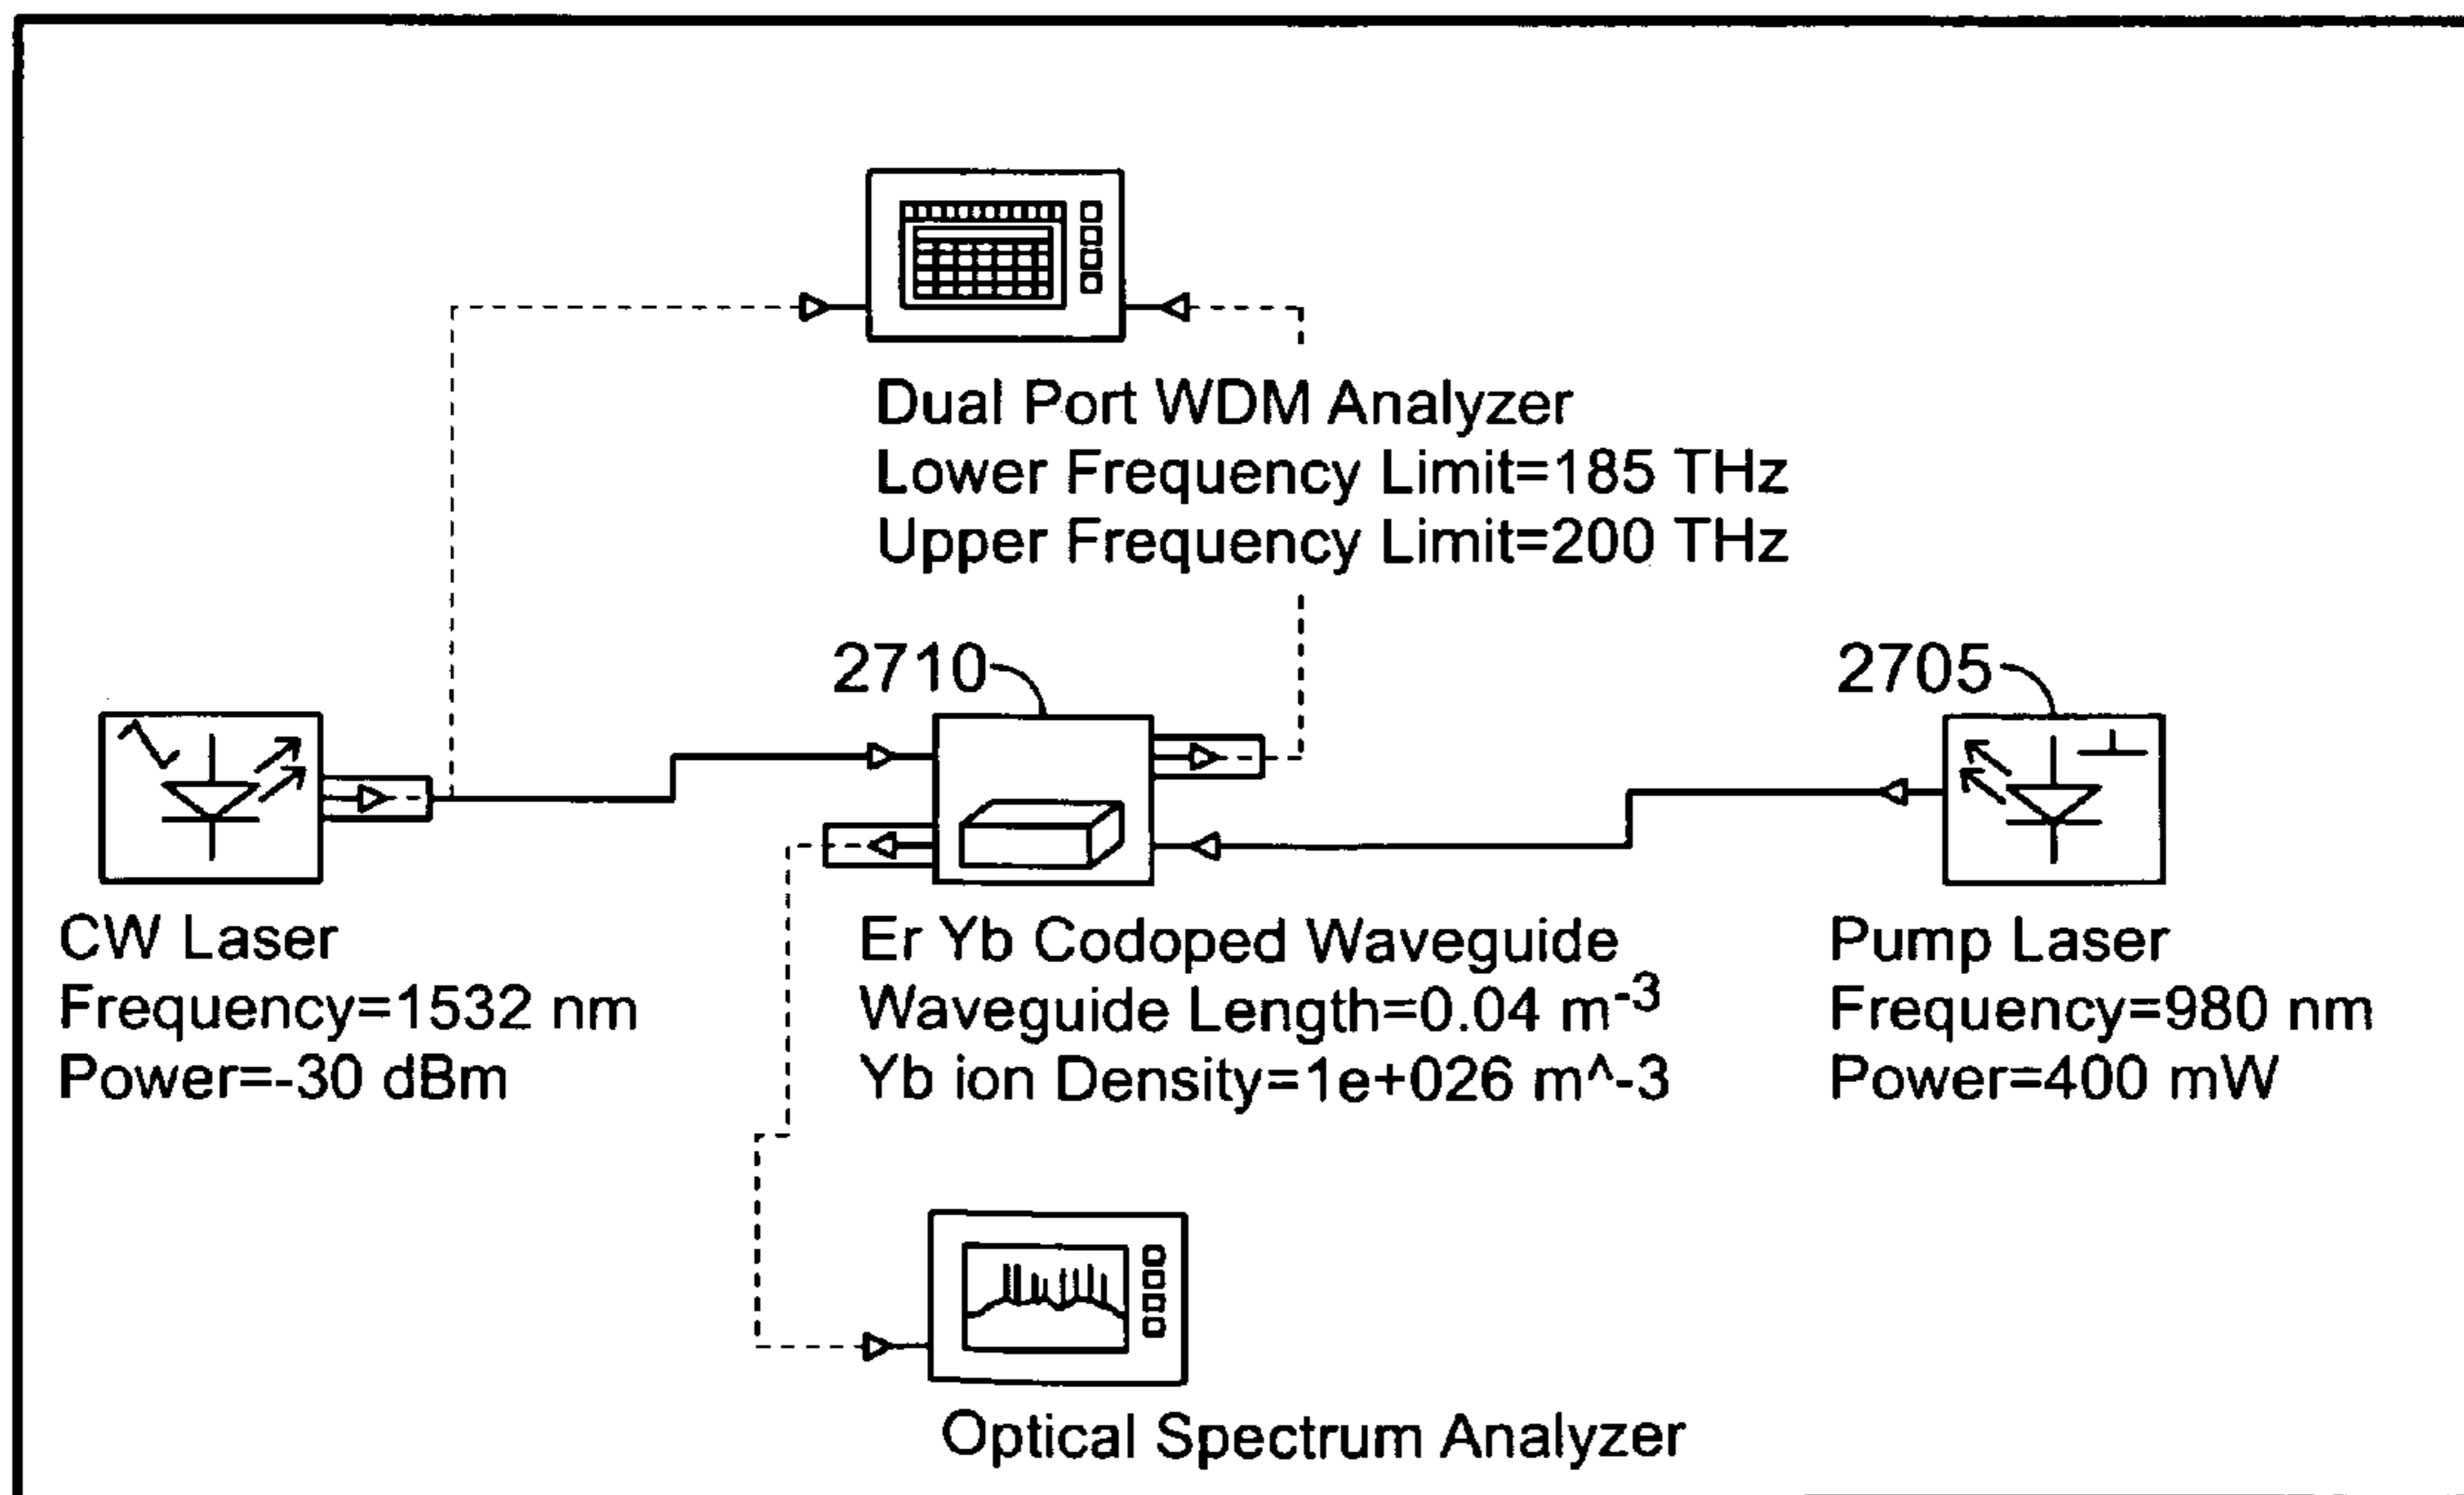 Dual Port WDM Analyzer
Lower Frequency Limit=185 THz
Upper Frequency Limit=200 THz
2710
2705
CW Laser
Frequency=1532 nm
Power=-30 dBm
Er Yb Codoped Waveguide
Waveguide Length=0.04 m⁻³
Yb ion Density=1e+026 m^-3
Pump Laser
Frequency=980 nm
Power=400 mW
Optical Spectrum Analyzer